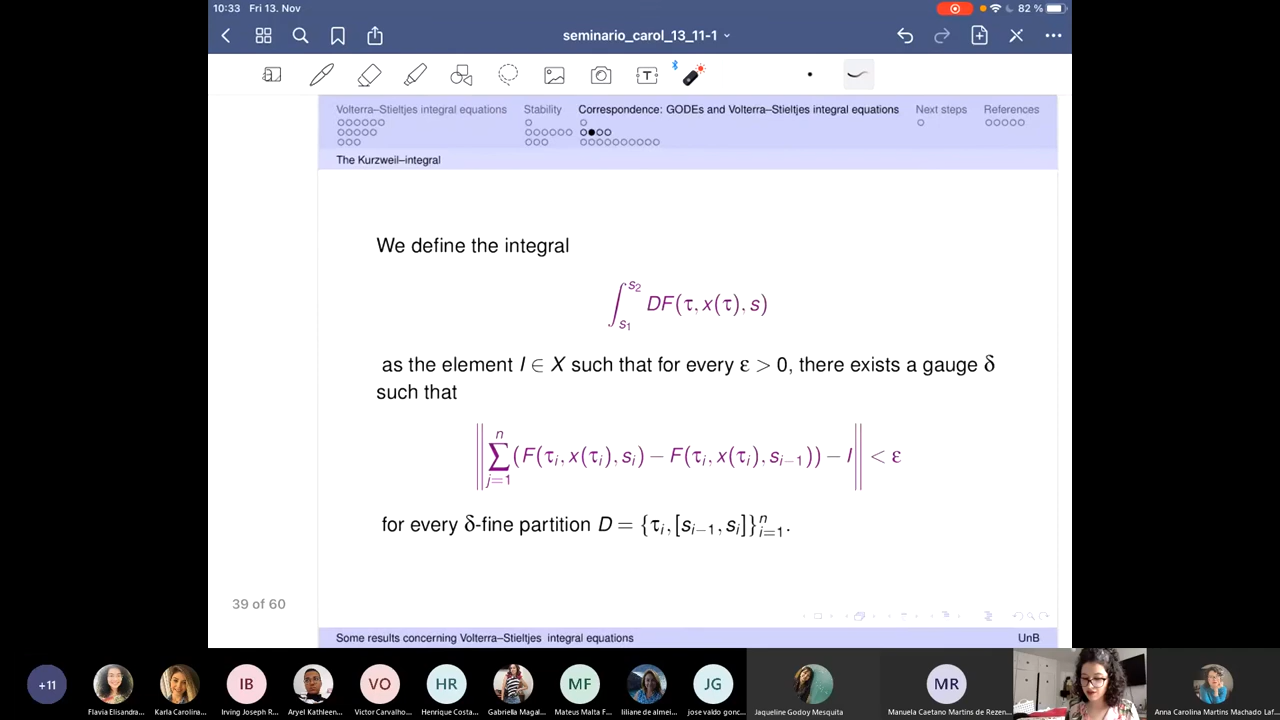 10:33 Fri 13. Nov
82 %
seminario_carol_13_11-1
T
Volterra–Stieltjes integral equations
Stability
Correspondence: GODEs and Volterra–Stieltjes integral equations
Next steps
References
The Kurzweil–integral
We define the integral
∫_{s₁}^{s₂} DF(τ, x(τ), s)
as the element I ∈ X such that for every ε > 0, there exists a gauge δ
such that
‖∑_{j=1}^{n} (F(τ_i, x(τ_i), s_i) − F(τ_i, x(τ_i), s_{i−1})) − I‖ < ε
for every δ-fine partition D = {τ_i, [s_{i−1}, s_i]}_{i=1}^{n}.
39 of 60
Some results concerning Volterra–Stieltjes integral equations
UnB
+11
IB
VO
HR
MF
JG
MR
Flavia Elisandra...
Karla Carolina...
Irving Joseph R...
Aryel Kathleen...
Victor Carvalho...
Henrique Costa...
Gabriella Magal...
Mateus Malta F...
liliane de almei...
jose valdo gonc...
Jaqueline Godoy Mesquita
Manuela Caetano Martins de Rezen...
Anna Carolina Martins Machado Laf...